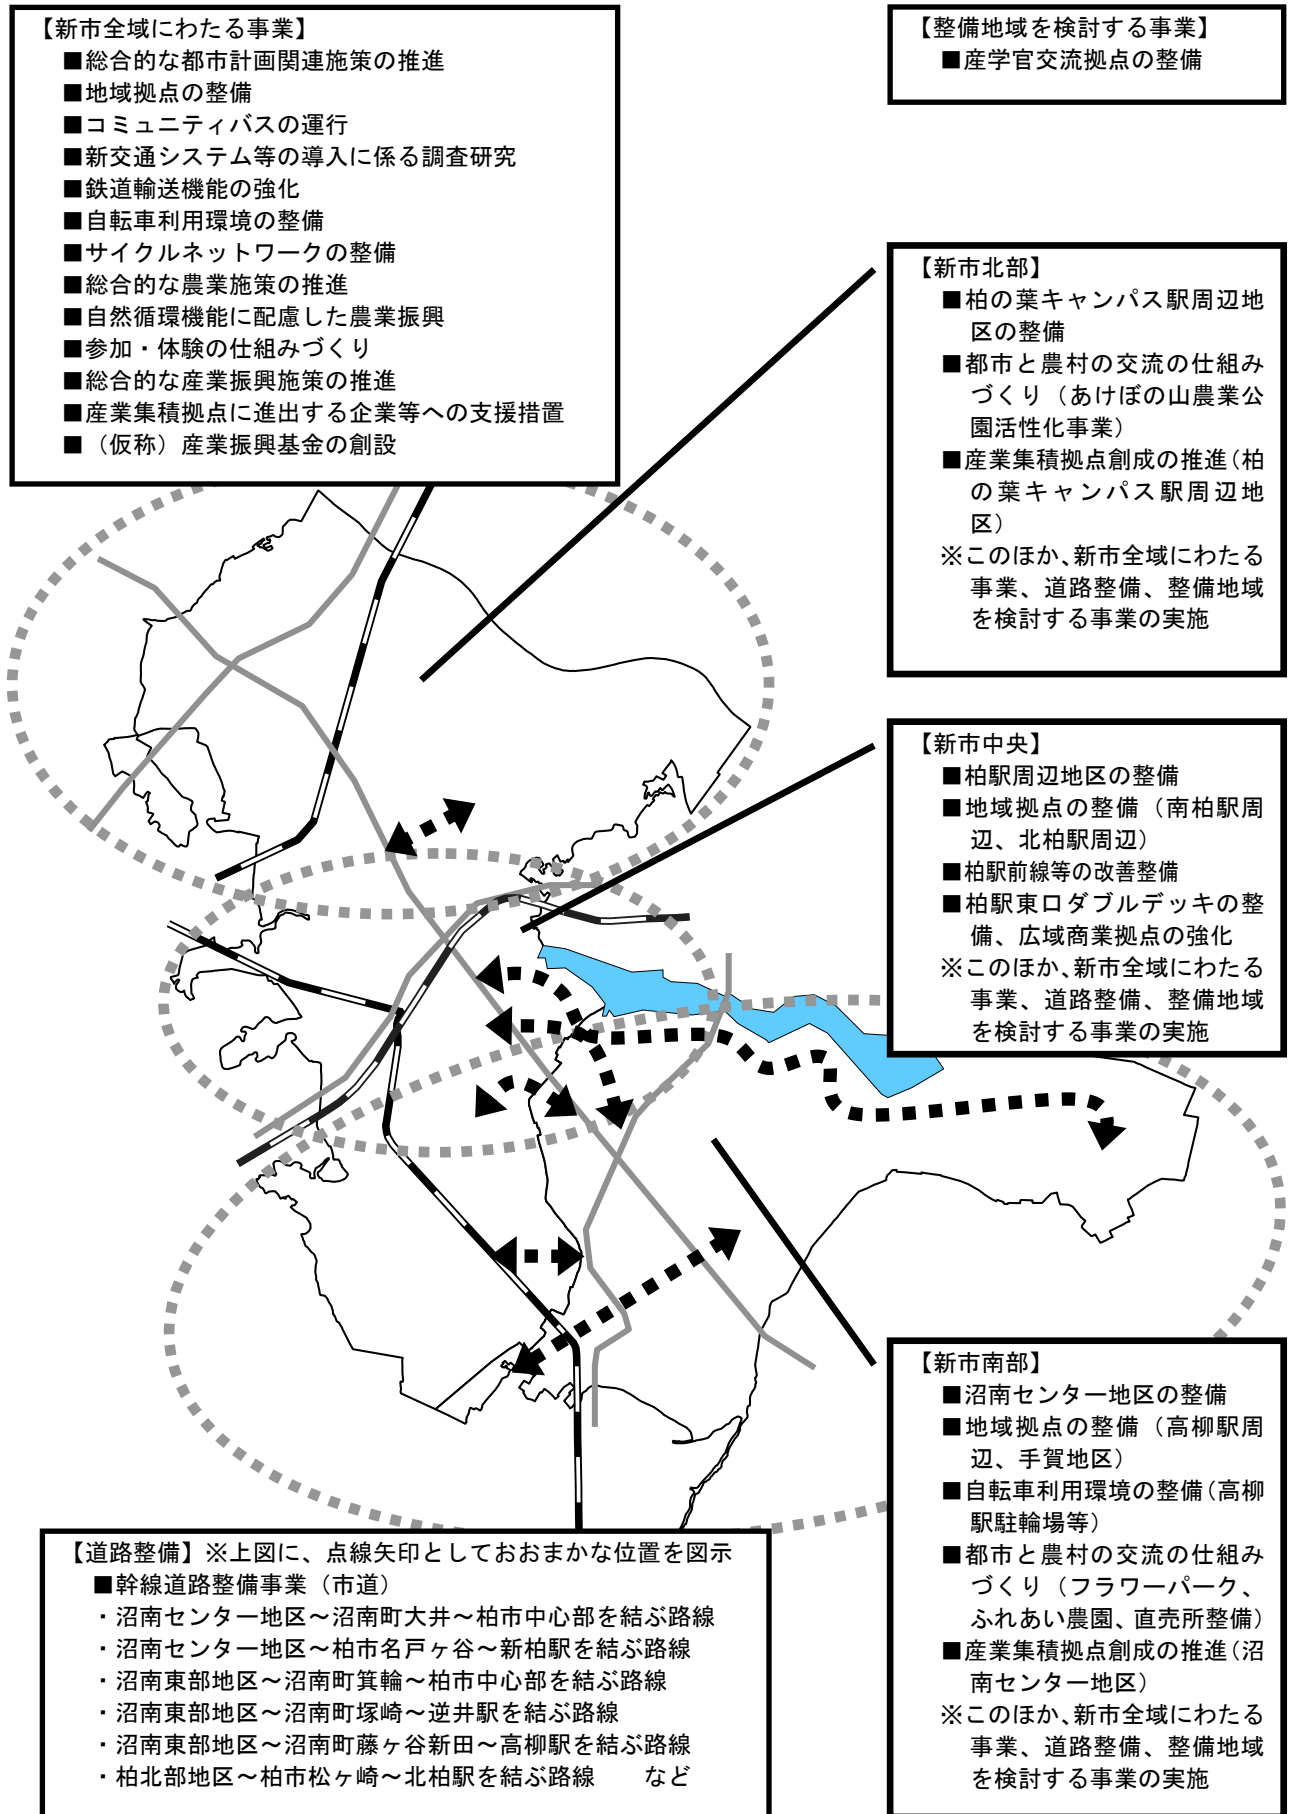 【新市全域にわたる事業】
■総合的な都市計画関連施策の推進
■地域拠点の整備
■コミュニティバスの運行
■新交通システム等の導入に係る調査研究
■鉄道輸送機能の強化
■自転車利用環境の整備
■サイクルネットワークの整備
■総合的な農業施策の推進
■自然循環機能に配慮した農業振興
■参加・体験の仕組みづくり
■総合的な産業振興施策の推進
■産業集積拠点に進出する企業等への支援措置
■（仮称）産業振興基金の創設
【整備地域を検討する事業】
■産学官交流拠点の整備
【新市北部】
■柏の葉キャンパス駅周辺地
区の整備
■都市と農村の交流の仕組み
づくり（あけぼの山農業公
園活性化事業）
■産業集積拠点創成の推進（柏
の葉キャンパス駅周辺地
区）
※このほか、新市全域にわたる
事業、道路整備、整備地域
を検討する事業の実施
【新市中央】
■柏駅周辺地区の整備
■地域拠点の整備（南柏駅周
辺、北柏駅周辺）
■柏駅前線等の改善整備
■柏駅東口ダブルデッキの整
備、広域商業拠点の強化
※このほか、新市全域にわたる
事業、道路整備、整備地域
を検討する事業の実施
【新市南部】
■沼南センター地区の整備
■地域拠点の整備（高柳駅周
辺、手賀地区）
■自転車利用環境の整備（高柳
駅駐輪場等）
■都市と農村の交流の仕組み
づくり（フラワーパーク、
ふれあい農園、直売所整備）
■産業集積拠点創成の推進（沼
南センター地区）
※このほか、新市全域にわたる
事業、道路整備、整備地域
を検討する事業の実施
【道路整備】※上図に、点線矢印としておおまかな位置を図示
■幹線道路整備事業（市道）
・沼南センター地区～沼南町大井～柏市中心部を結ぶ路線
・沼南センター地区～柏市名戸ヶ谷～新柏駅を結ぶ路線
・沼南東部地区～沼南町箕輪～柏市中心部を結ぶ路線
・沼南東部地区～沼南町塚崎～逆井駅を結ぶ路線
・沼南東部地区～沼南町藤ヶ谷新田～高柳駅を結ぶ路線
・柏北部地区～柏市松ヶ崎～北柏駅を結ぶ路線　　など